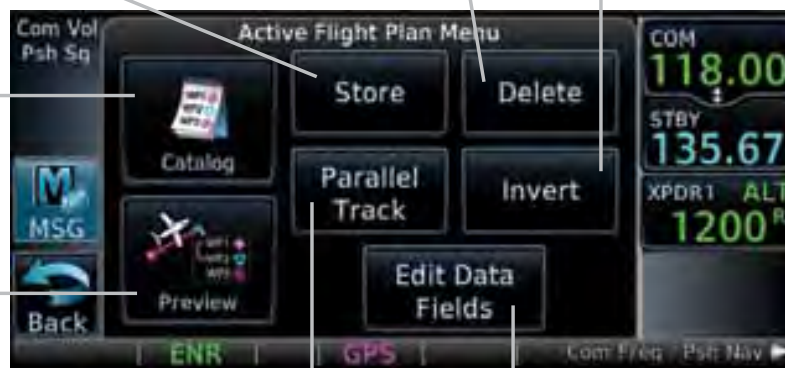 Com Vol
Psh Sq
Active Flight Plan Menu
Store
Delete
Catalog
Parallel
Track
Invert
Preview
Edit Data
Fields
MSG
Back
COM
118.00
STBY
135.67
XPDR1 ALT
1200 R
ENR
GPS
Com Freq / Psh Nav